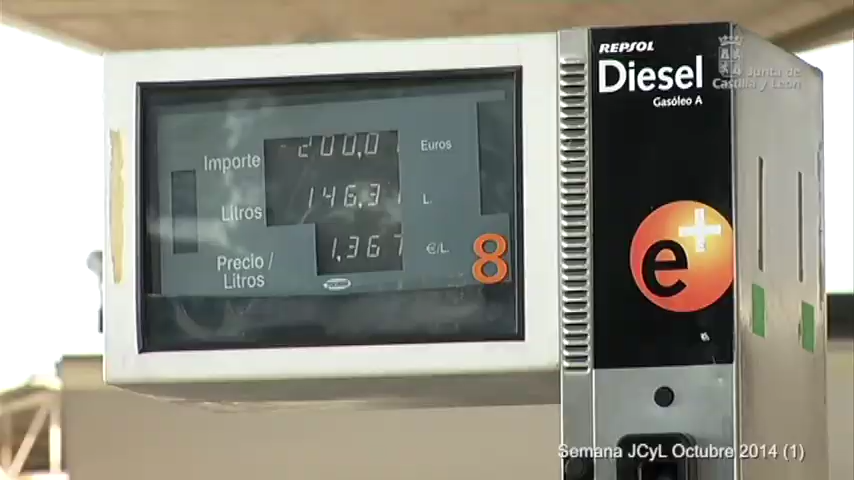 REPSOL
Diesel
Gasóleo A
Junta de
Castilla y León
Importe 200,01 Euros
Litros 146,31 L
Precio / Litros 1,367 €/L
8
e+
Semana JCyL Octubre 2014 (1)